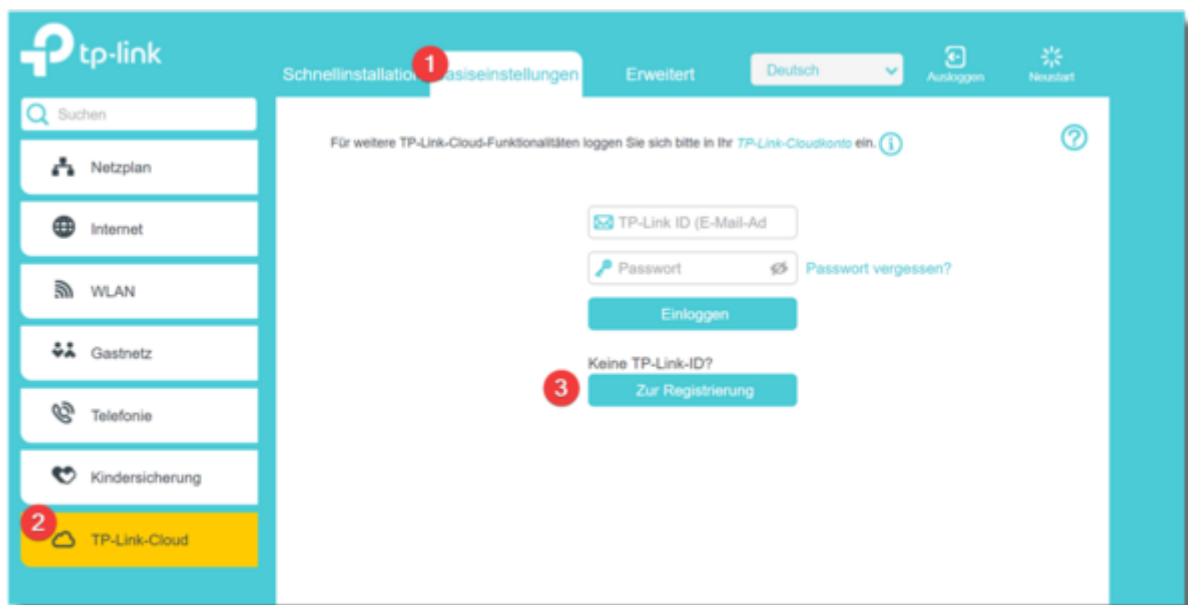 tp-link
Schnellinstallation 1 Basiseinstellungen Erweitert Deutsch Ausloggen Neustart
Suchen
Für weitere TP-Link-Cloud-Funktionalitäten loggen Sie sich bitte in Ihr TP-Link-Cloudkonto ein. i ?
Netzplan
Internet
WLAN
Gastnetz
Telefonie
Kindersicherung
2 TP-Link-Cloud
TP-Link ID (E-Mail-Ad
Passwort Passwort vergessen?
Einloggen
Keine TP-Link-ID?
3 Zur Registrierung